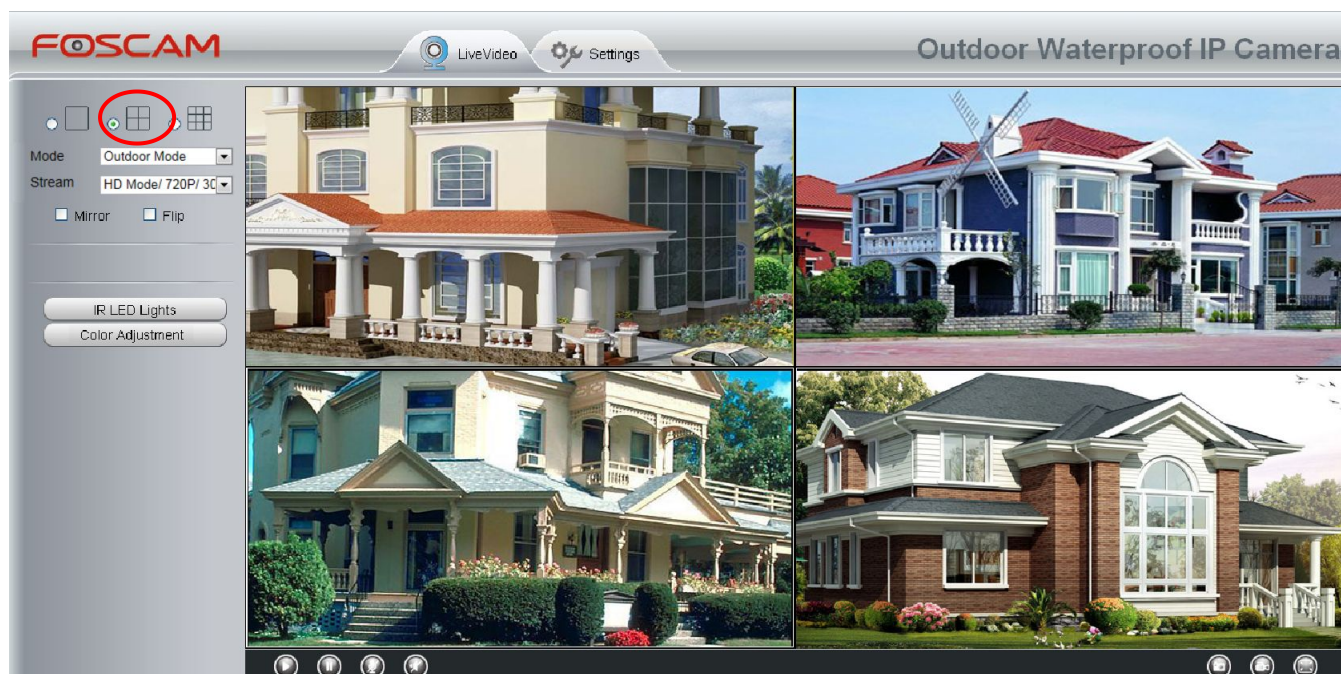 FOSCAM
LiveVideo
Settings
Outdoor Waterproof IP Camera
Mode
Outdoor Mode
Stream
HD Mode/ 720P/ 30
Mirror
Flip
IR LED Lights
Color Adjustment